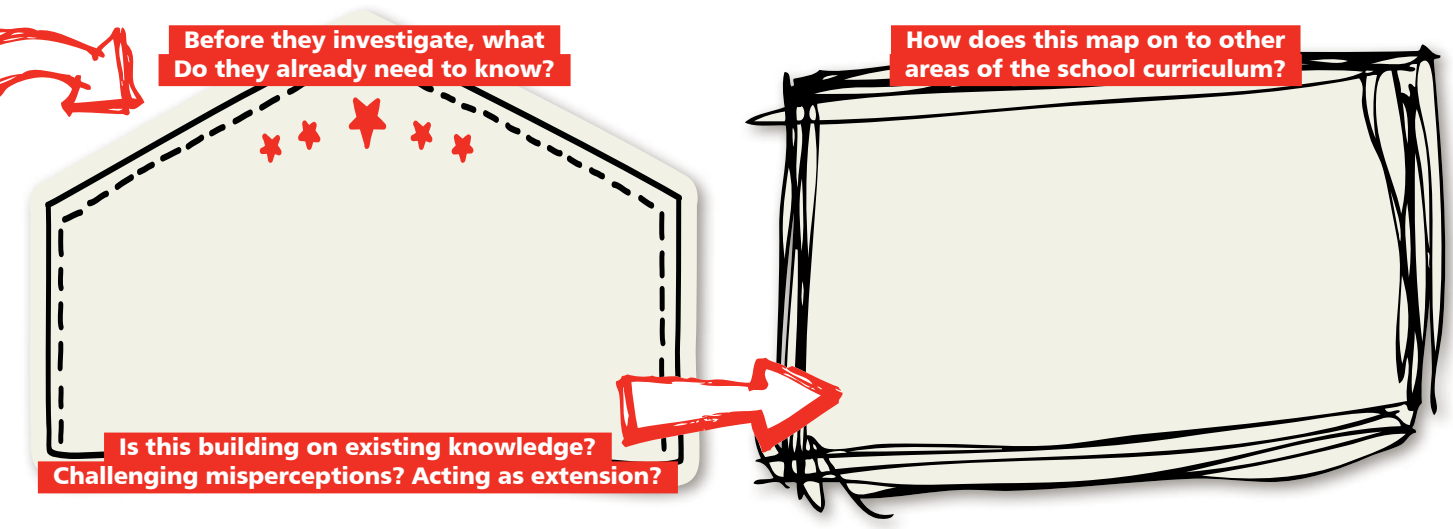 Before they investigate, what
Do they already need to know?
Is this building on existing knowledge?
Challenging misperceptions? Acting as extension?
How does this map on to other
areas of the school curriculum?